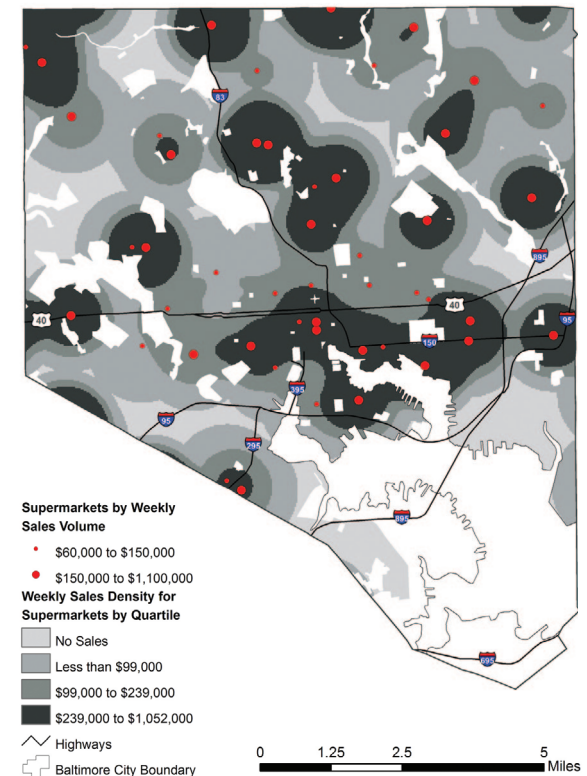 83
895
40
40
95
150
395
95
295
895
695
Supermarkets by Weekly
Sales Volume
$60,000 to $150,000
$150,000 to $1,100,000
Weekly Sales Density for
Supermarkets by Quartile
No Sales
Less than $99,000
$99,000 to $239,000
$239,000 to $1,052,000
Highways
Baltimore City Boundary
0 1.25 2.5 5
Miles